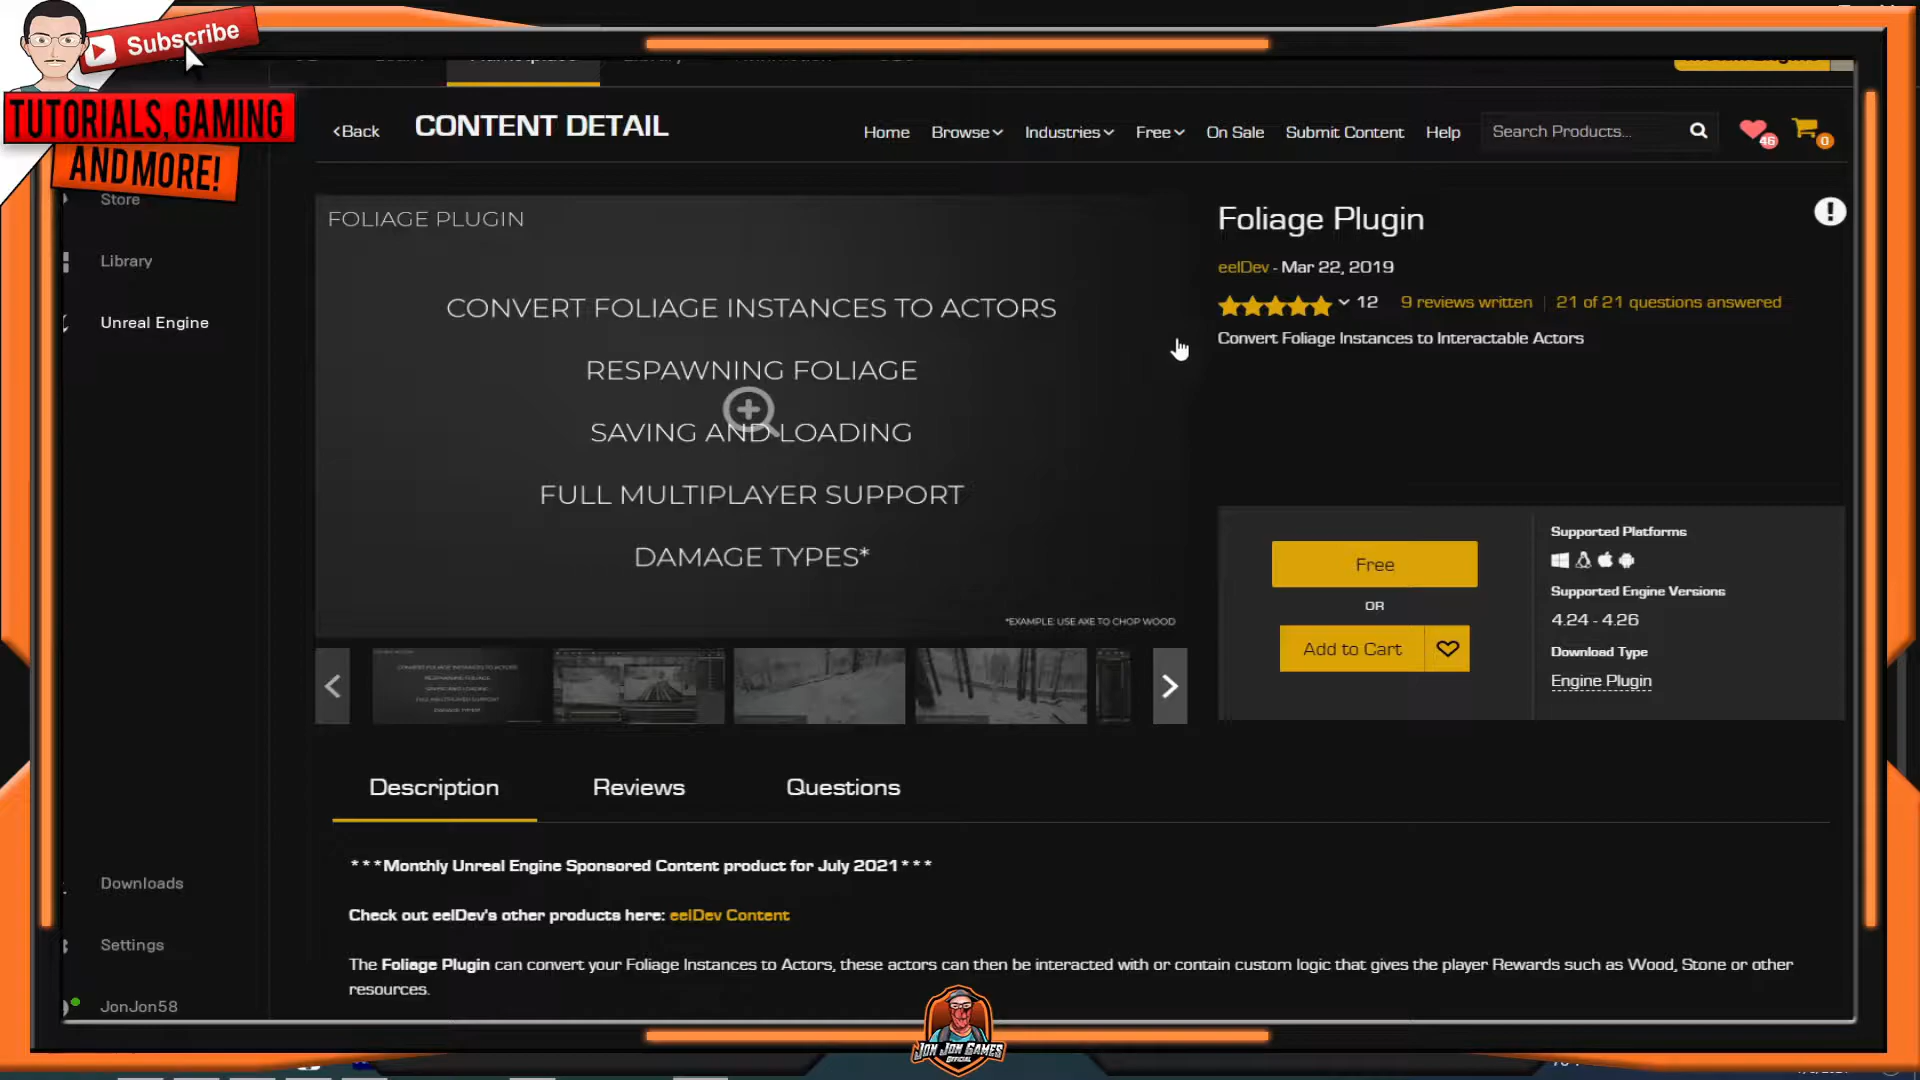 Subscribe
TUTORIALS, GAMING
AND MORE!
Marketplace
<Back
CONTENT DETAIL
Home
Browse
Industries
Free
On Sale
Submit Content
Help
Search Products...
46
0
Store
Library
Unreal Engine
Downloads
Settings
JonJon58
FOLIAGE PLUGIN
CONVERT FOLIAGE INSTANCES TO ACTORS
RESPAWNING FOLIAGE
SAVING AND LOADING
FULL MULTIPLAYER SUPPORT
DAMAGE TYPES*
*EXAMPLE: USE AXE TO CHOP WOOD
Foliage Plugin
eelDev - Mar 22, 2019
12 9 reviews written | 21 of 21 questions answered
Convert Foliage Instances to Interactable Actors
Free
OR
Add to Cart
Supported Platforms
Supported Engine Versions
4.24 - 4.26
Download Type
Engine Plugin
Description
Reviews
Questions
***Monthly Unreal Engine Sponsored Content product for July 2021***
Check out eelDev's other products here: eelDev Content
The Foliage Plugin can convert your Foliage Instances to Actors, these actors can then be interacted with or contain custom logic that gives the player Rewards such as Wood, Stone or other
resources.
JON JON GAMES
OFFICIAL